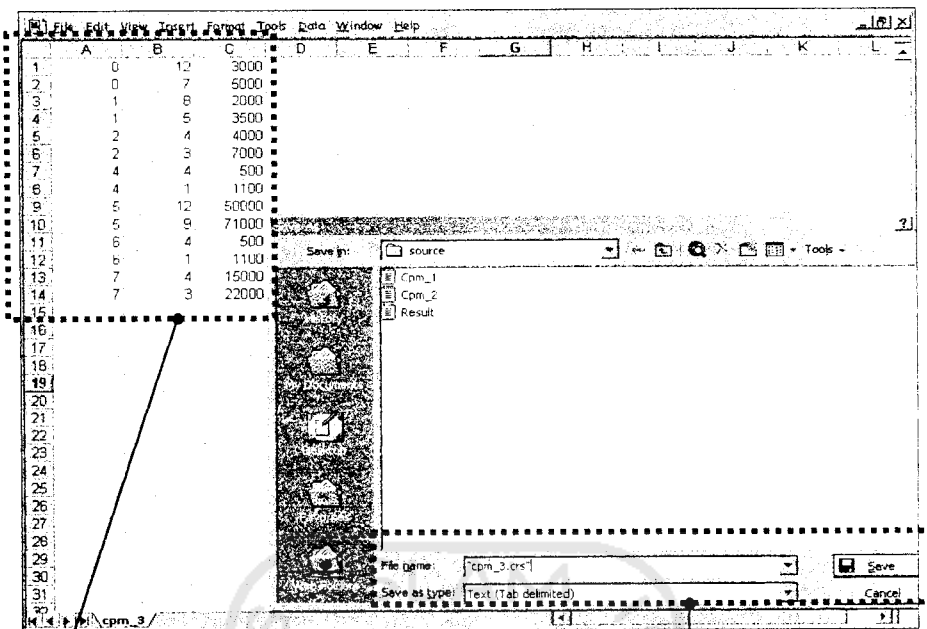 File Edit View Insert Format Tools Data Window Help
A B C D E F G H I J K L
1 0 12 3000
2 0 7 5000
3 1 8 2000
4 1 5 3500
5 2 4 4000
6 2 3 7000
7 4 4 500
8 4 1 1100
9 5 12 50000
10 5 9 71000
11 6 4 500
12 6 1 1100
13 7 4 15000
14 7 3 22000
15
16
17
18
19
20
21
22
23
24
25
26
27
28
29
30
31
32
Save in: source Tools
Cpm_1
Cpm_2
Result
My Documents
File name: "cpm_3.crs" Save
Save as type: Text (Tab delimited) Cancel
cpm_3